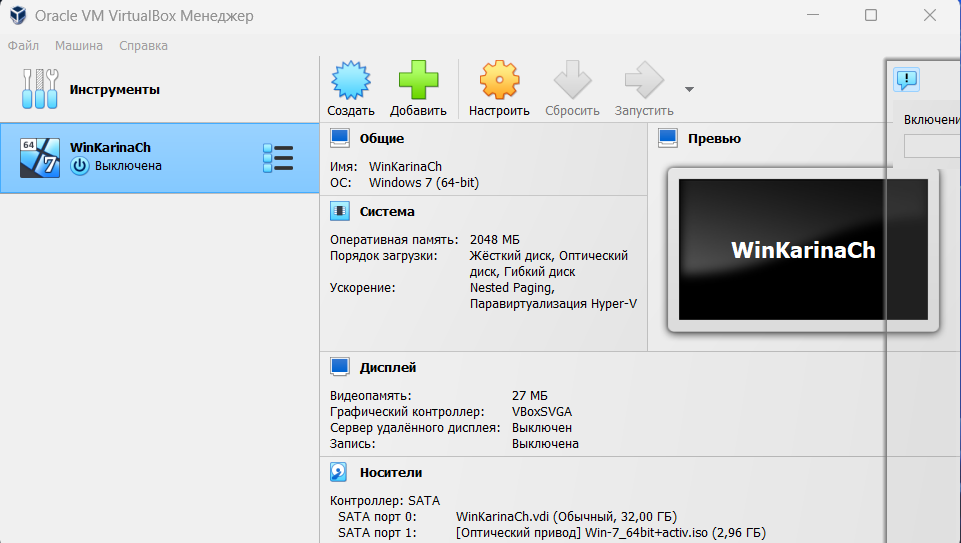 Oracle VM VirtualBox Менеджер
Файл Машина Справка
Инструменты
Создать Добавить Настроить Сбросить Запустить
64
7
WinKarinaCh
Выключена
Общие
Имя: WinKarinaCh
ОС: Windows 7 (64-bit)
Система
Оперативная память: 2048 МБ
Порядок загрузки: Жёсткий диск, Оптический
диск, Гибкий диск
Ускорение: Nested Paging,
Паравиртуализация Hyper-V
Превью
WinKarinaCh
Включени
Дисплей
Видеопамять: 27 МБ
Графический контроллер: VBoxSVGA
Сервер удалённого дисплея: Выключен
Запись: Выключена
Носители
Контроллер: SATA
SATA порт 0: WinKarinaCh.vdi (Обычный, 32,00 ГБ)
SATA порт 1: [Оптический привод] Win-7_64bit+activ.iso (2,96 ГБ)